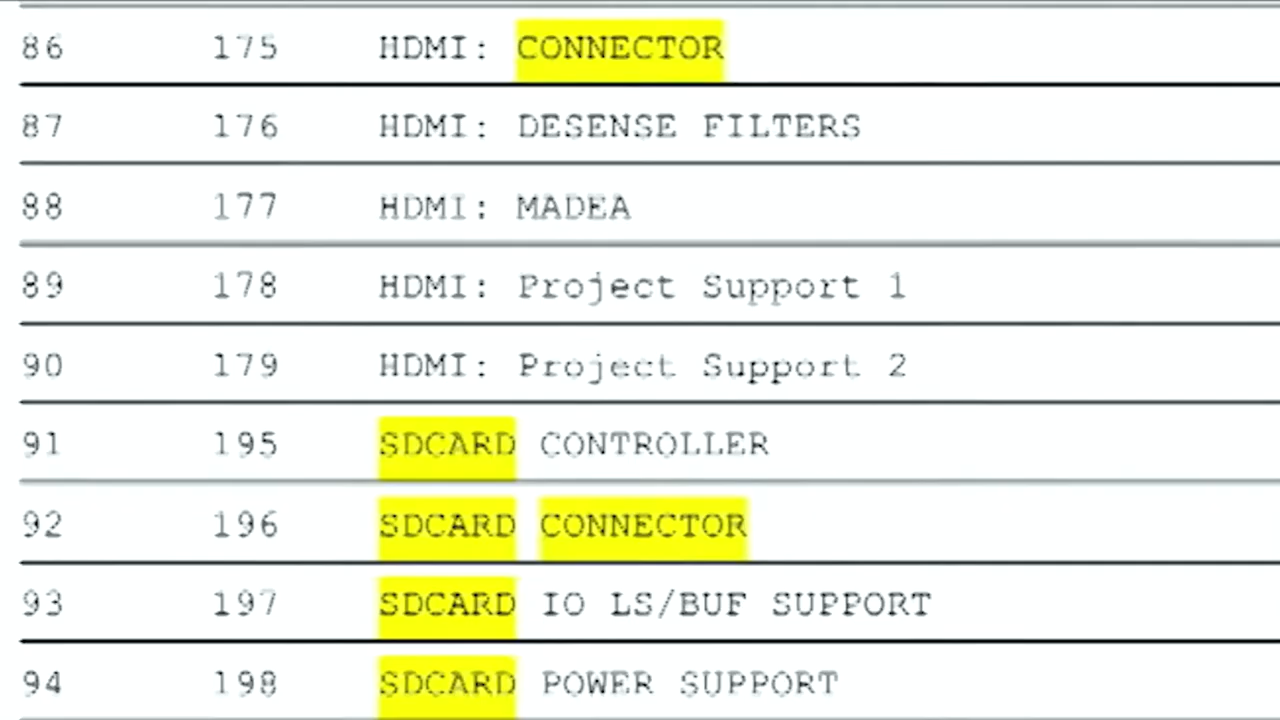 86 175 HDMI: CONNECTOR
87 176 HDMI: DESENSE FILTERS
88 177 HDMI: MADEA
89 178 HDMI: Project Support 1
90 179 HDMI: Project Support 2
91 195 SDCARD CONTROLLER
92 196 SDCARD CONNECTOR
93 197 SDCARD IO LS/BUF SUPPORT
94 198 SDCARD POWER SUPPORT